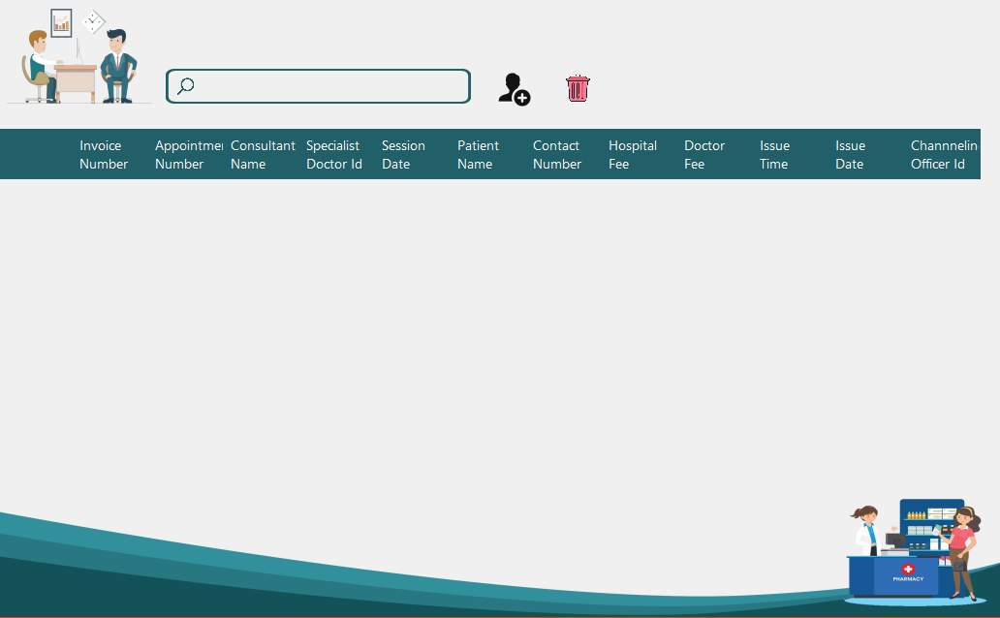 Invoice Number
Appointmer Number
Consultant Name
Specialist Doctor Id
Session Date
Patient Name
Contact Number
Hospital Fee
Doctor Fee
Issue Time
Issue Date
Channnelin Officer Id
PHARMACY